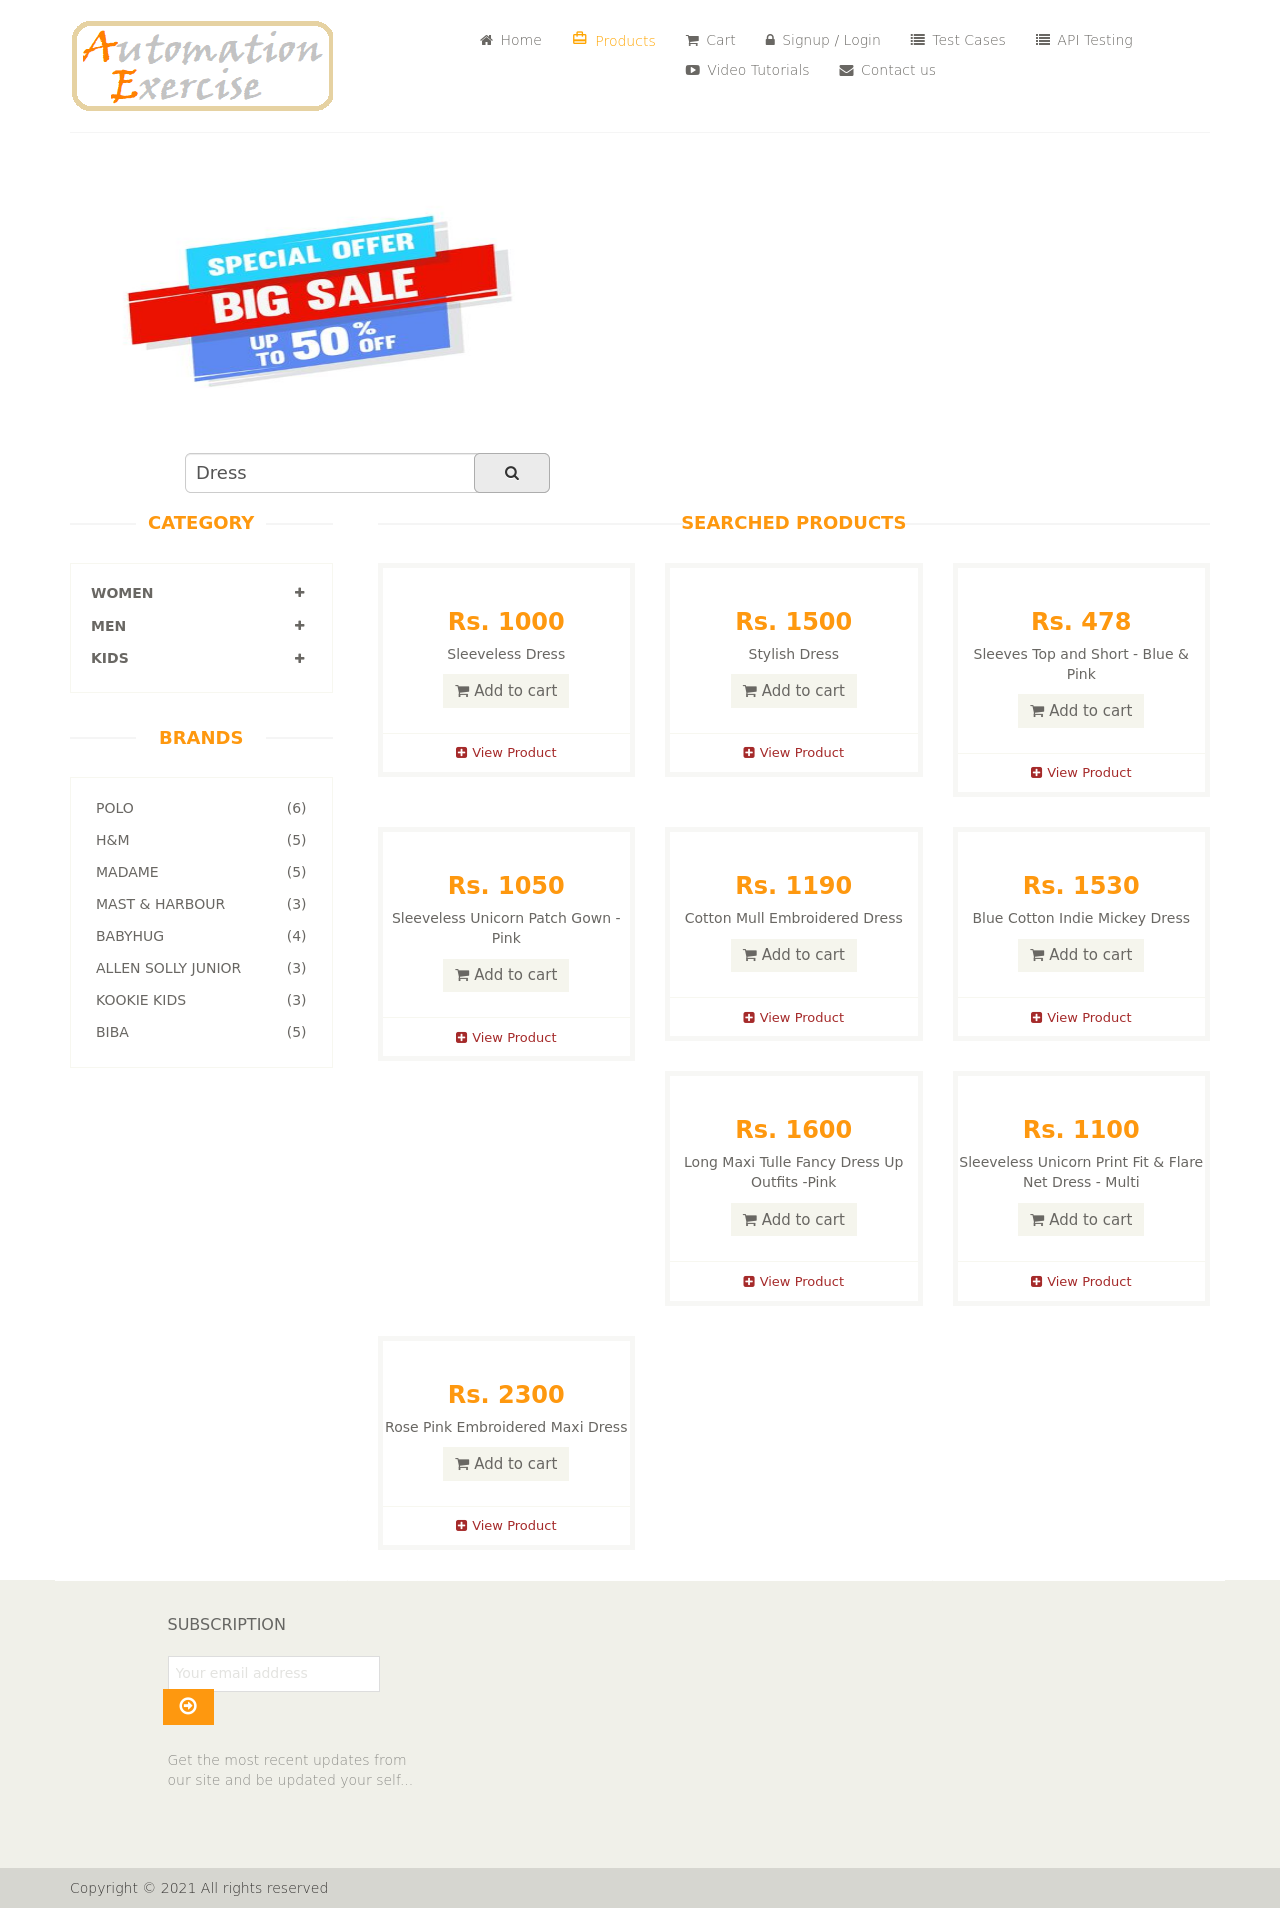 Automation
Exercise
Home
Products
Cart
Signup / Login
Test Cases
API Testing
Video Tutorials
Contact us
SPECIAL OFFER
BIG SALE
UP TO 50% OFF
Dress
CATEGORY
WOMEN
MEN
KIDS
BRANDS
POLO (6)
H&M (5)
MADAME (5)
MAST & HARBOUR (3)
BABYHUG (4)
ALLEN SOLLY JUNIOR (3)
KOOKIE KIDS (3)
BIBA (5)
SEARCHED PRODUCTS
Rs. 1000
Sleeveless Dress
Add to cart
View Product
Rs. 1500
Stylish Dress
Add to cart
View Product
Rs. 478
Sleeves Top and Short - Blue &
Pink
Add to cart
View Product
Rs. 1050
Sleeveless Unicorn Patch Gown -
Pink
Add to cart
View Product
Rs. 1190
Cotton Mull Embroidered Dress
Add to cart
View Product
Rs. 1530
Blue Cotton Indie Mickey Dress
Add to cart
View Product
Rs. 1600
Long Maxi Tulle Fancy Dress Up
Outfits -Pink
Add to cart
View Product
Rs. 1100
Sleeveless Unicorn Print Fit & Flare
Net Dress - Multi
Add to cart
View Product
Rs. 2300
Rose Pink Embroidered Maxi Dress
Add to cart
View Product
SUBSCRIPTION
Your email address
Get the most recent updates from
our site and be updated your self...
Copyright © 2021 All rights reserved